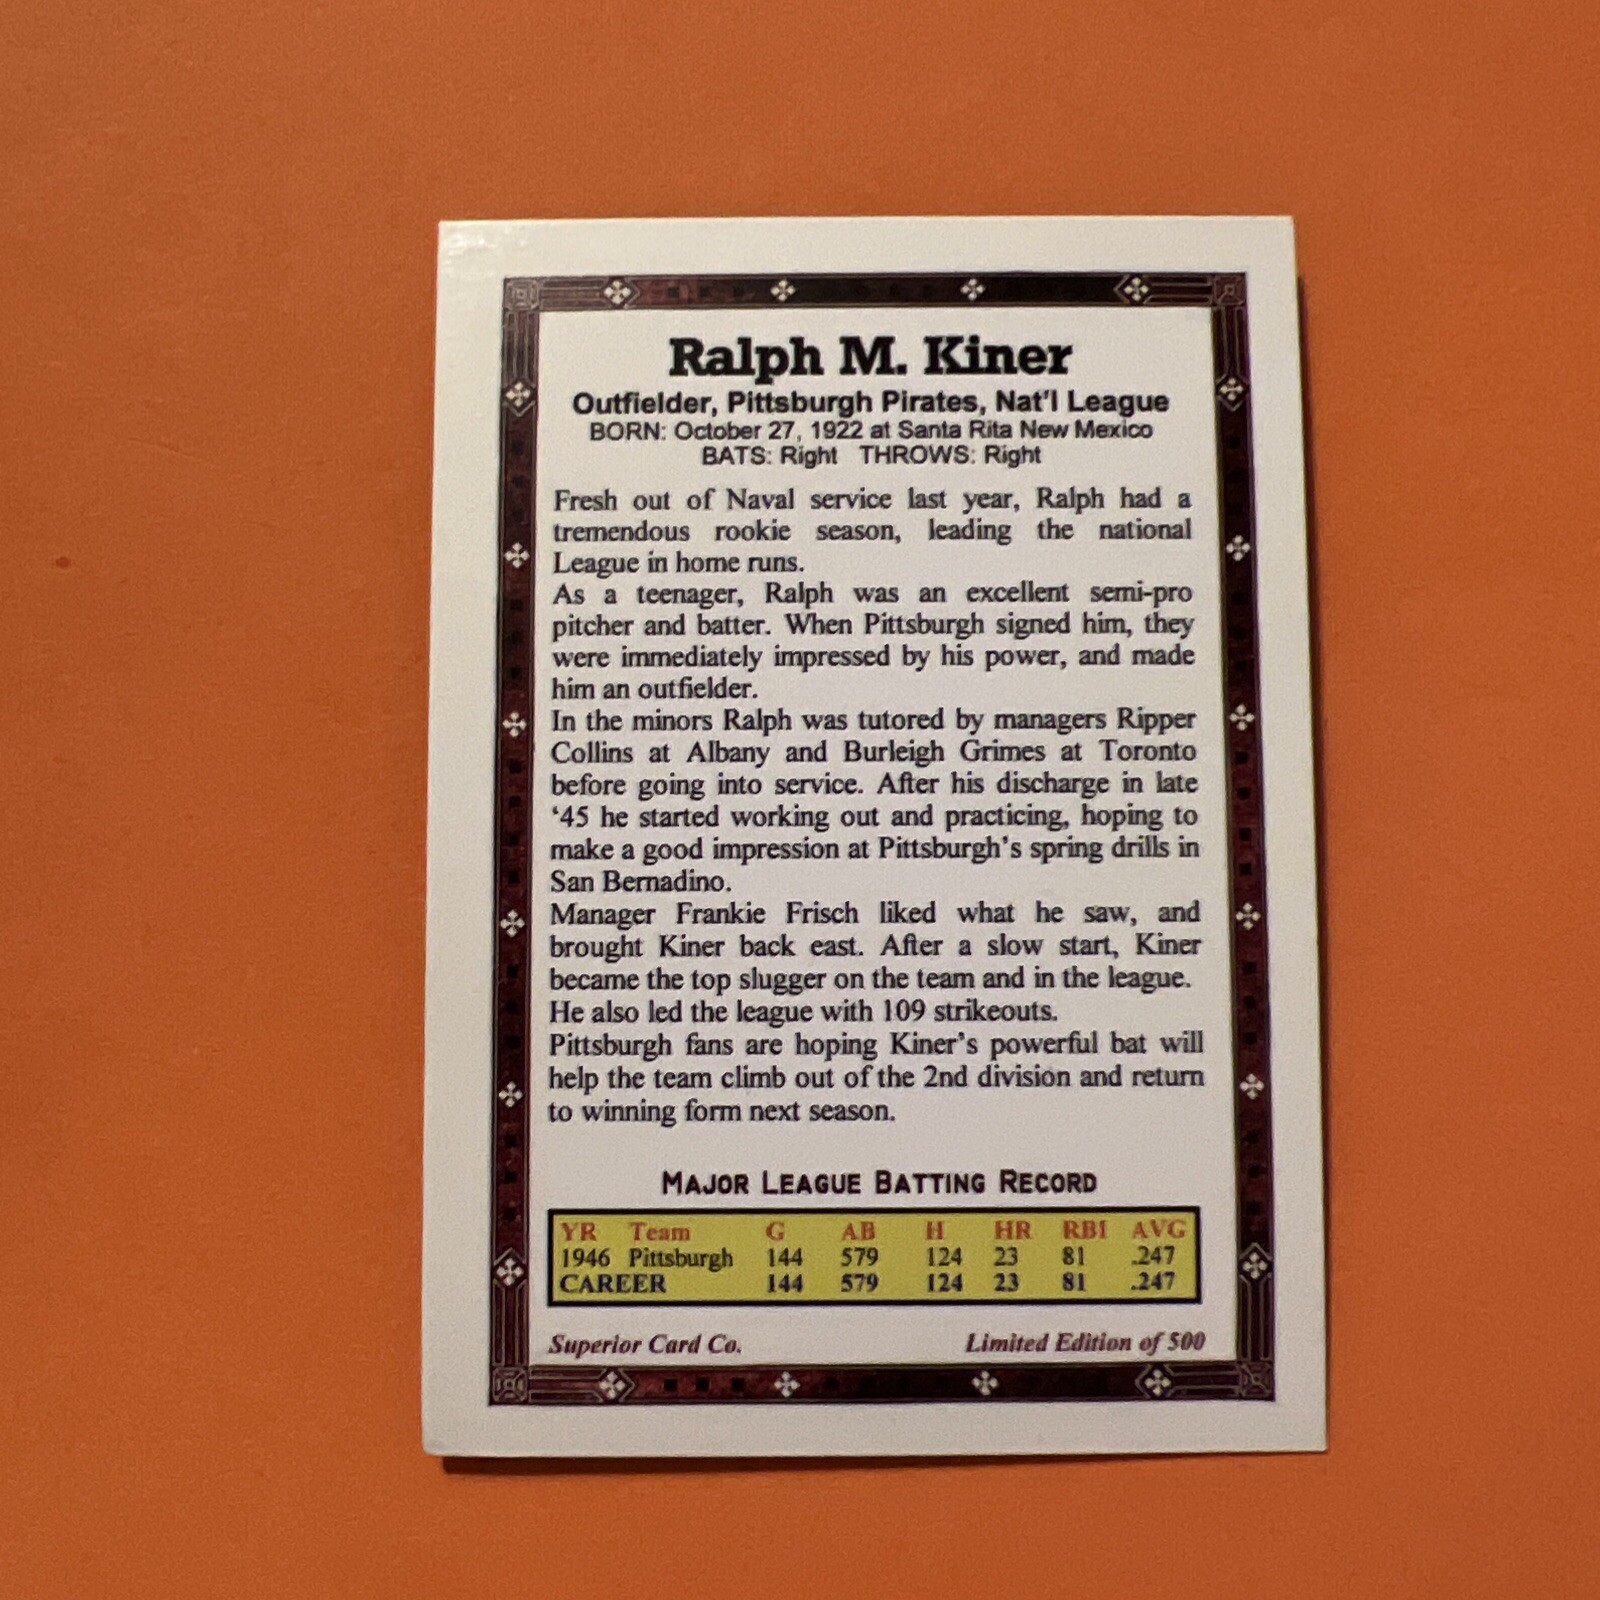 Ralph M. Kiner
Outfielder, Pittsburgh Pirates, Nat'l League
BORN: October 27, 1922 at Santa Rita New Mexico
BATS: Right THROWS: Right
Fresh out of Naval service last year, Ralph had a
tremendous rookie season, leading the national
League in home runs.
As a teenager, Ralph was an excellent semi-pro
pitcher and batter. When Pittsburgh signed him, they
were immediately impressed by his power, and made
him an outfielder.
In the minors Ralph was tutored by managers Ripper
Collins at Albany and Burleigh Grimes at Toronto
before going into service. After his discharge in late
‘45 he started working out and practicing, hoping to
make a good impression at Pittsburgh's spring drills in
San Bernadino.
Manager Frankie Frisch liked what he saw, and
brought Kiner back east. After a slow start, Kiner
became the top slugger on the team and in the league.
He also led the league with 109 strikeouts.
Pittsburgh fans are hoping Kiner's powerful bat will
help the team climb out of the 2nd division and return
to winning form next season.
MAJOR LEAGUE BATTING RECORD
YR Team G AB H HR RBI AVG
1946 Pittsburgh 144 579 124 23 81 .247
CAREER 144 579 124 23 81 .247
Superior Card Co. Limited Edition of 500